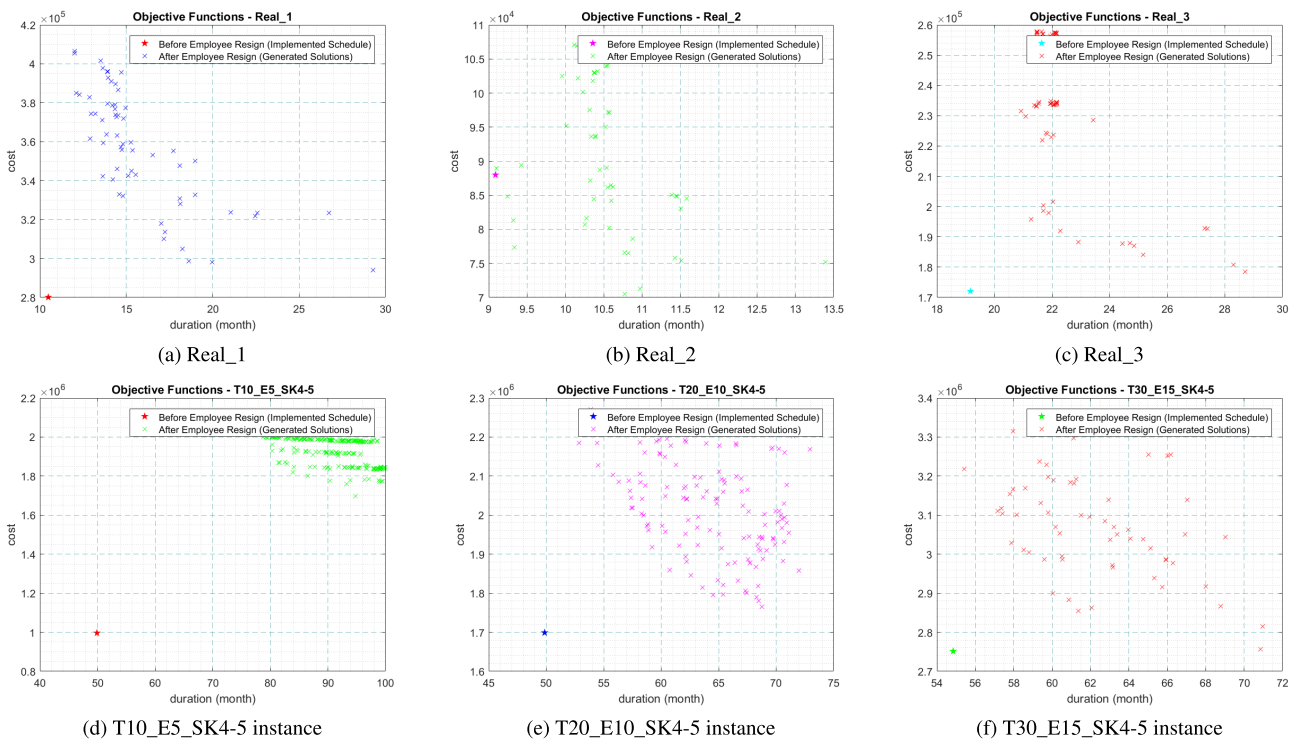 Objective Functions - Real_1
×10^5
4.2
4
3.8
3.6
3.4
3.2
3
2.8
cost
Before Employee Resign (Implemented Schedule)
After Employee Resign (Generated Solutions)
10 15 20 25 30
duration (month)
(a) Real_1
Objective Functions - Real_2
×10^4
11
10.5
10
9.5
9
8.5
8
7.5
7
cost
Before Employee Resign (Implemented Schedule)
After Employee Resign (Generated Solutions)
9 9.5 10 10.5 11 11.5 12 12.5 13 13.5
duration (month)
(b) Real_2
Objective Functions - Real_3
×10^5
2.6
2.5
2.4
2.3
2.2
2.1
2
1.9
1.8
1.7
cost
Before Employee Resign (Implemented Schedule)
After Employee Resign (Generated Solutions)
18 20 22 24 26 28 30
duration (month)
(c) Real_3
Objective Functions - T10_E5_SK4-5
×10^6
2.2
2
1.8
1.6
1.4
1.2
1
0.8
cost
Before Employee Resign (Implemented Schedule)
After Employee Resign (Generated Solutions)
40 50 60 70 80 90 100
duration (month)
(d) T10_E5_SK4-5 instance
Objective Functions - T20_E10_SK4-5
×10^6
2.3
2.2
2.1
2
1.9
1.8
1.7
1.6
cost
Before Employee Resign (Implemented Schedule)
After Employee Resign (Generated Solutions)
45 50 55 60 65 70 75
duration (month)
(e) T20_E10_SK4-5 instance
Objective Functions - T30_E15_SK4-5
×10^6
3.4
3.3
3.2
3.1
3
2.9
2.8
2.7
cost
Before Employee Resign (Implemented Schedule)
After Employee Resign (Generated Solutions)
54 56 58 60 62 64 66 68 70 72
duration (month)
(f) T30_E15_SK4-5 instance